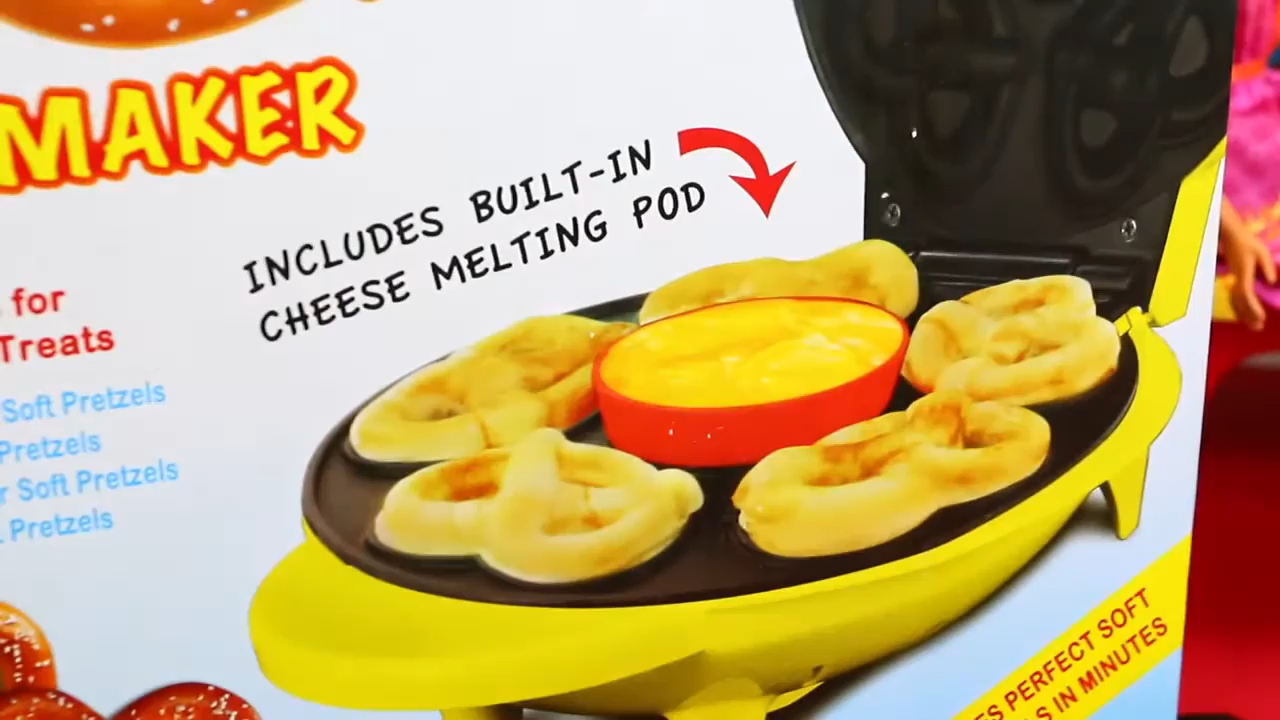 MAKER
INCLUDES BUILT-IN
CHEESE MELTING POD
for
Treats
Soft Pretzels
Pretzels
Soft Pretzels
Pretzels
PERFECT SOFT
IN MINUTES